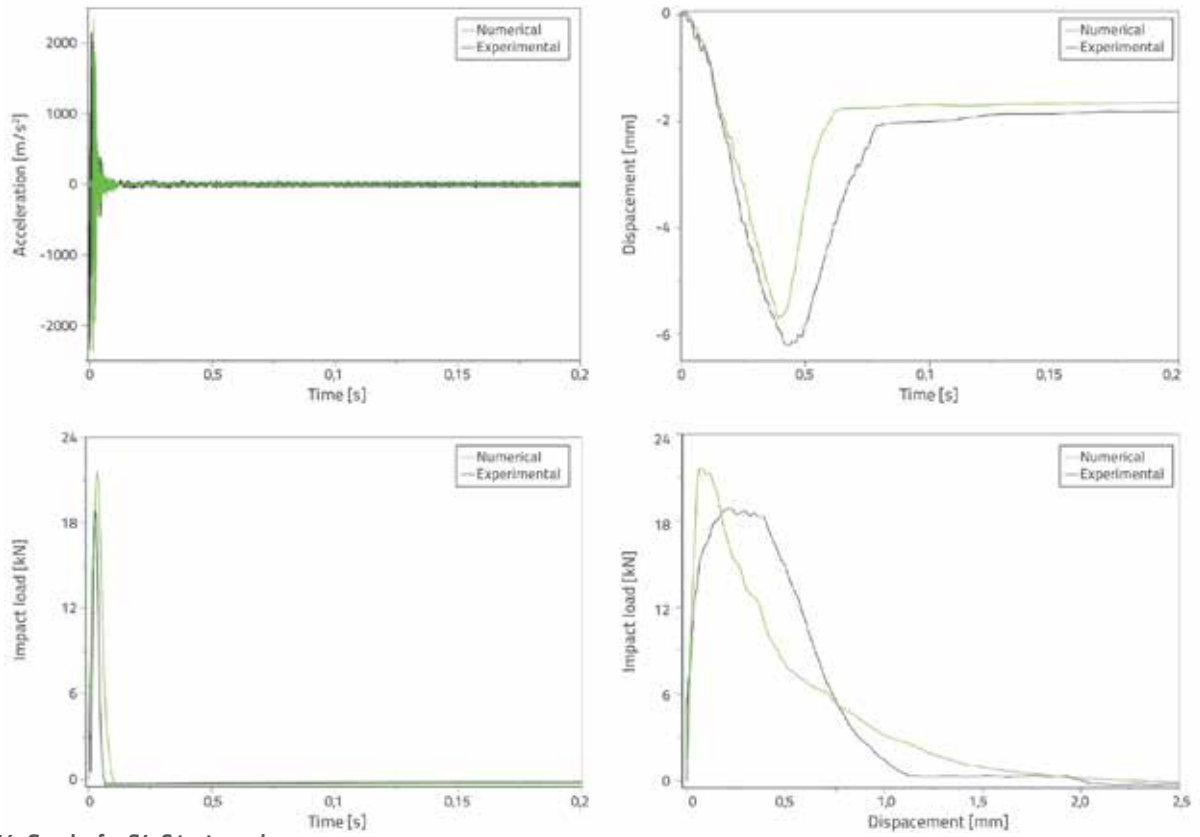 Numerical
Experimental
2000
1000
0
-1000
-2000
Acceleration [m/s²]
0
0,5
0,1
0,15
0,2
Time [s]
Numerical
Experimental
0
-2
-4
-6
Dispacement [mm]
0
0,5
0,1
0,15
0,2
Time [s]
Numerical
Experimental
24
18
12
6
0
Impact load [kN]
0
0,5
0,1
0,15
0,2
Time [s]
Numerical
Experimental
24
18
12
6
0
Impact load [kN]
0
0,5
1,0
1,5
2,0
2,5
Dispacement [mm]